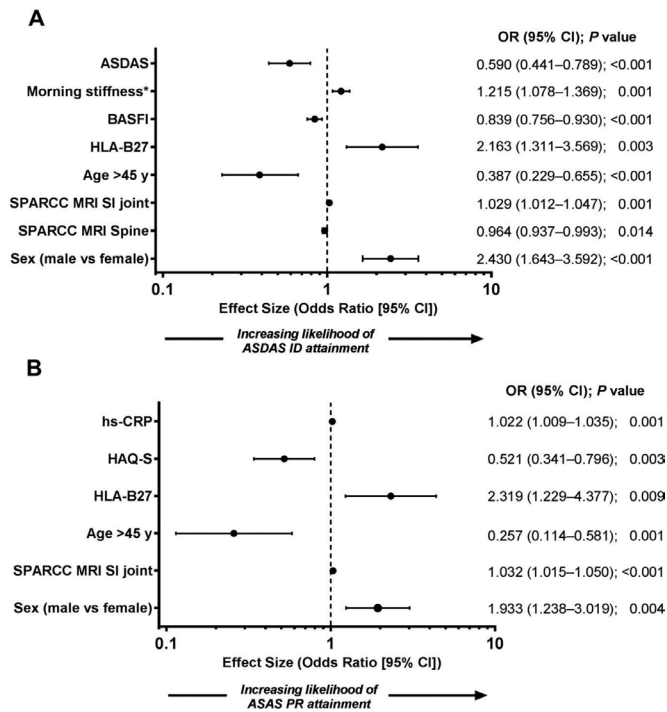 A
OR (95% CI); P value
ASDAS 0.590 (0.441–0.789); <0.001
Morning stiffness* 1.215 (1.078–1.369); 0.001
BASFI 0.839 (0.756–0.930); <0.001
HLA-B27 2.163 (1.311–3.569); 0.003
Age >45 y 0.387 (0.229–0.655); <0.001
SPARCC MRI SI joint 1.029 (1.012–1.047); 0.001
SPARCC MRI Spine 0.964 (0.937–0.993); 0.014
Sex (male vs female) 2.430 (1.643–3.592); <0.001
0.1 1 10
Effect Size (Odds Ratio [95% CI])
Increasing likelihood of
ASDAS ID attainment
B
OR (95% CI); P value
hs-CRP 1.022 (1.009–1.035); 0.001
HAQ-S 0.521 (0.341–0.796); 0.003
HLA-B27 2.319 (1.229–4.377); 0.009
Age >45 y 0.257 (0.114–0.581); 0.001
SPARCC MRI SI joint 1.032 (1.015–1.050); <0.001
Sex (male vs female) 1.933 (1.238–3.019); 0.004
0.1 1 10
Effect Size (Odds Ratio [95% CI])
Increasing likelihood of
ASAS PR attainment